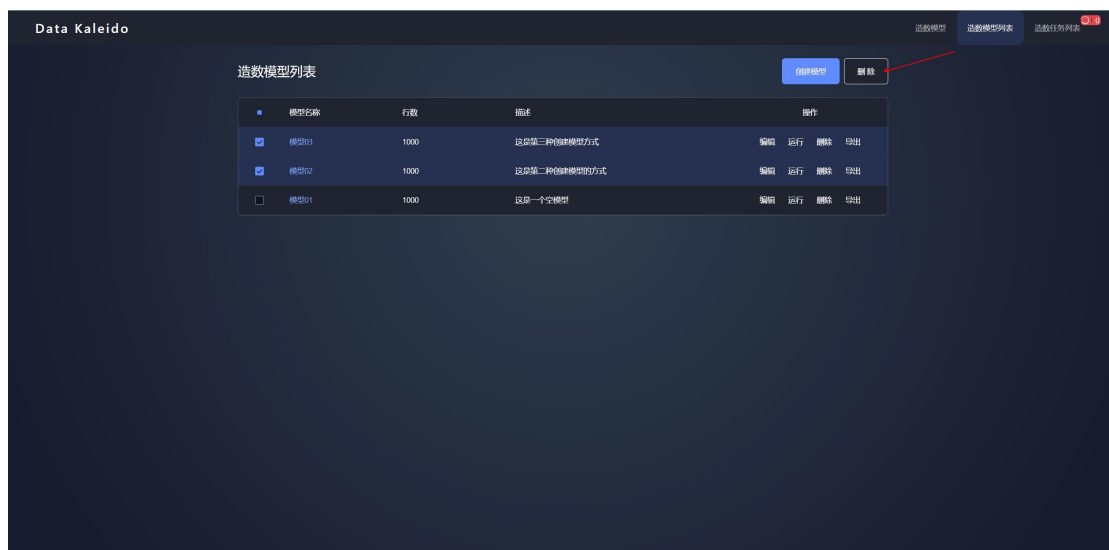 Data Kaleido 造数模型 造数模型列表 造数任务列表 0
造数模型列表 创建模型 删除
模型名称 行数 描述 操作
模型03 1000 这是第三种创建模型方式 编辑 运行 删除 导出
模型02 1000 这是第二种创建模型的方式 编辑 运行 删除 导出
模型01 1000 这是一个空模型 编辑 运行 删除 导出